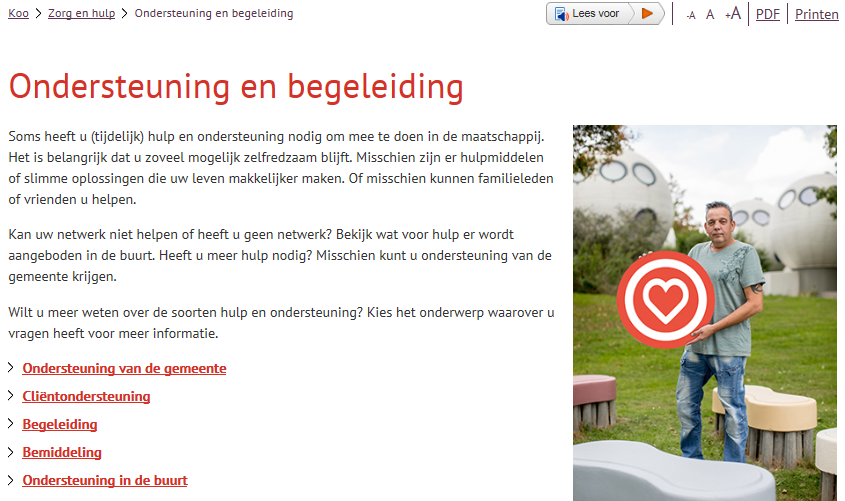 Koo > Zorg en hulp > Ondersteuning en begeleiding
Lees voor
-A A +A PDF Printen
Ondersteuning en begeleiding
Soms heeft u (tijdelijk) hulp en ondersteuning nodig om mee te doen in de maatschappij.
Het is belangrijk dat u zoveel mogelijk zelfredzaam blijft. Misschien zijn er hulpmiddelen
of slimme oplossingen die uw leven makkelijker maken. Of misschien kunnen familieleden
of vrienden u helpen.
Kan uw netwerk niet helpen of heeft u geen netwerk? Bekijk wat voor hulp er wordt
aangeboden in de buurt. Heeft u meer hulp nodig? Misschien kunt u ondersteuning van de
gemeente krijgen.
Wilt u meer weten over de soorten hulp en ondersteuning? Kies het onderwerp waarover u
vragen heeft voor meer informatie.
Ondersteuning van de gemeente
Cliëntondersteuning
Begeleiding
Bemiddeling
Ondersteuning in de buurt